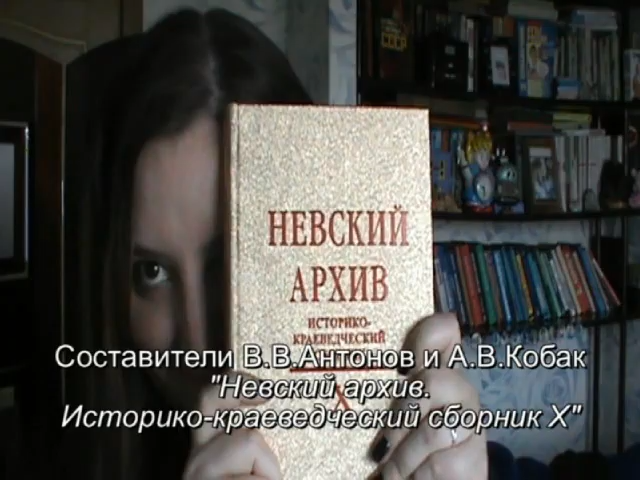 НЕВСКИЙ
АРХИВ
ИСТОРИКО-
КРАЕВЕДЧЕСКИЙ
X
Составители В.В.Антонов и А.В.Кобак
"Невский архив.
Историко-краеведческий сборник X"